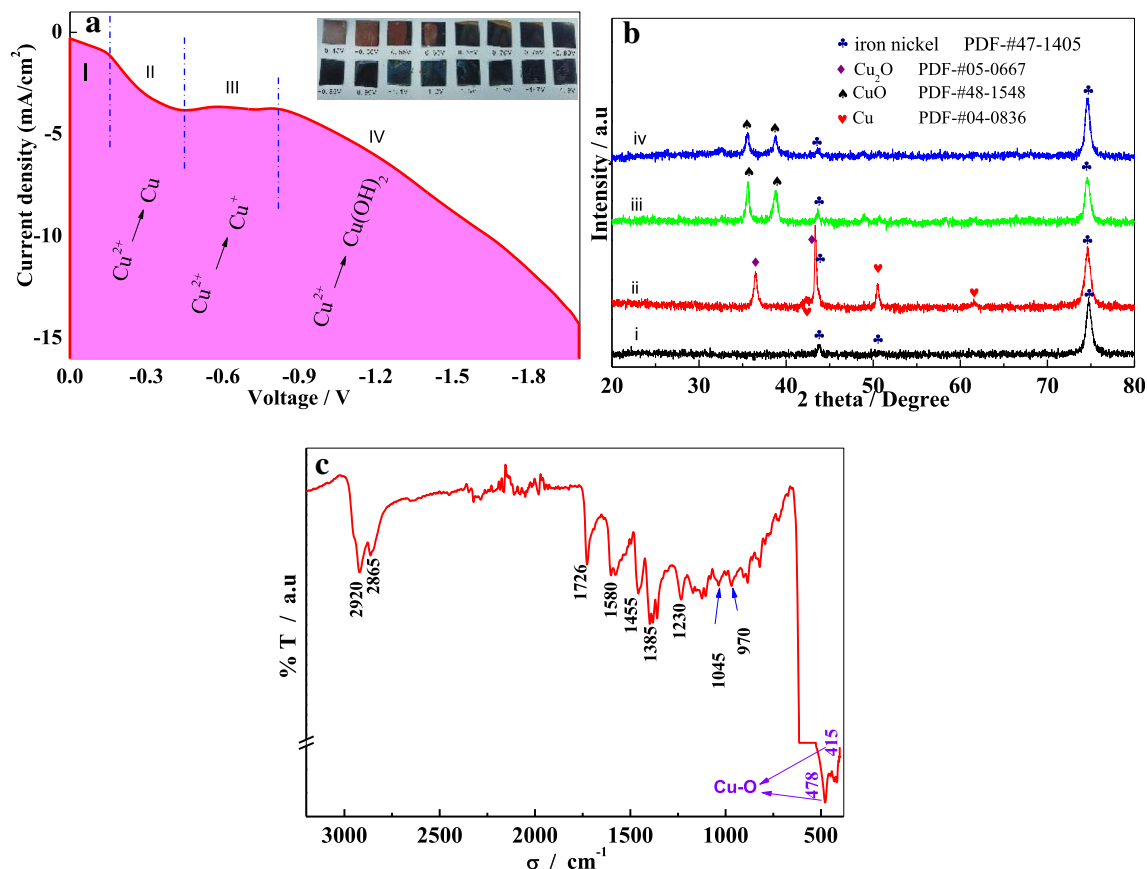 a
I
II
III
IV
Cu2+ → Cu
Cu2+ → Cu+
Cu2+ → Cu(OH)2
0
-5
-10
-15
Current density (mA/cm2)
0.0 -0.3 -0.6 -0.9 -1.2 -1.5 -1.8
Voltage / V
b
♣ iron nickel PDF-#47-1405
♦ Cu2O PDF-#05-0667
♠ CuO PDF-#48-1548
♥ Cu PDF-#04-0836
iv
iii
ii
i
Intensity / a.u
20 30 40 50 60 70 80
2 theta / Degree
c
2920
2865
1726
1580
1455
1385
1230
1045
970
Cu-O
478
415
% T / a.u
3000 2500 2000 1500 1000 500
σ / cm-1